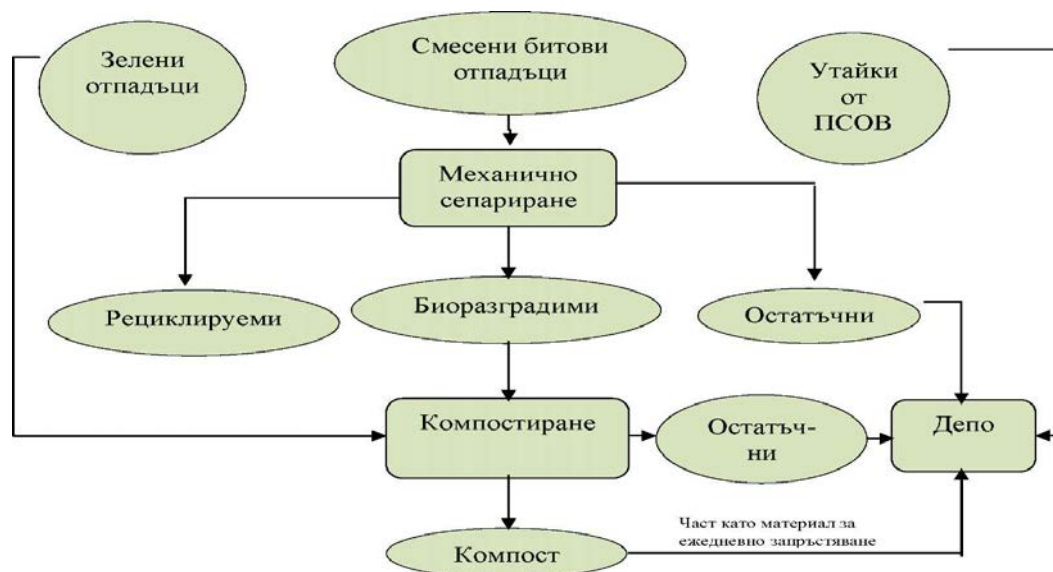 Зелени
отпадъци
Смесени битови
отпадъци
Утайки
от
ПСОВ
Механично
сепариране
Рециклируеми
Биоразградими
Остатъчни
Компостиране
Остатъч-
ни
Депо
Част като материал за
ежедневно запръстяване
Компост